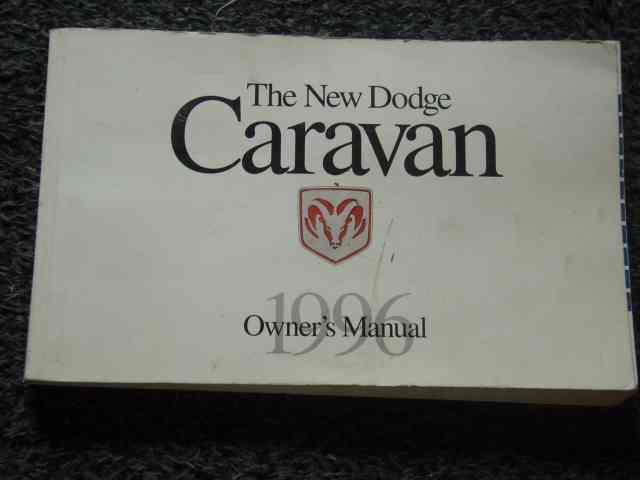 The New Dodge
Caravan
1996
Owner's Manual